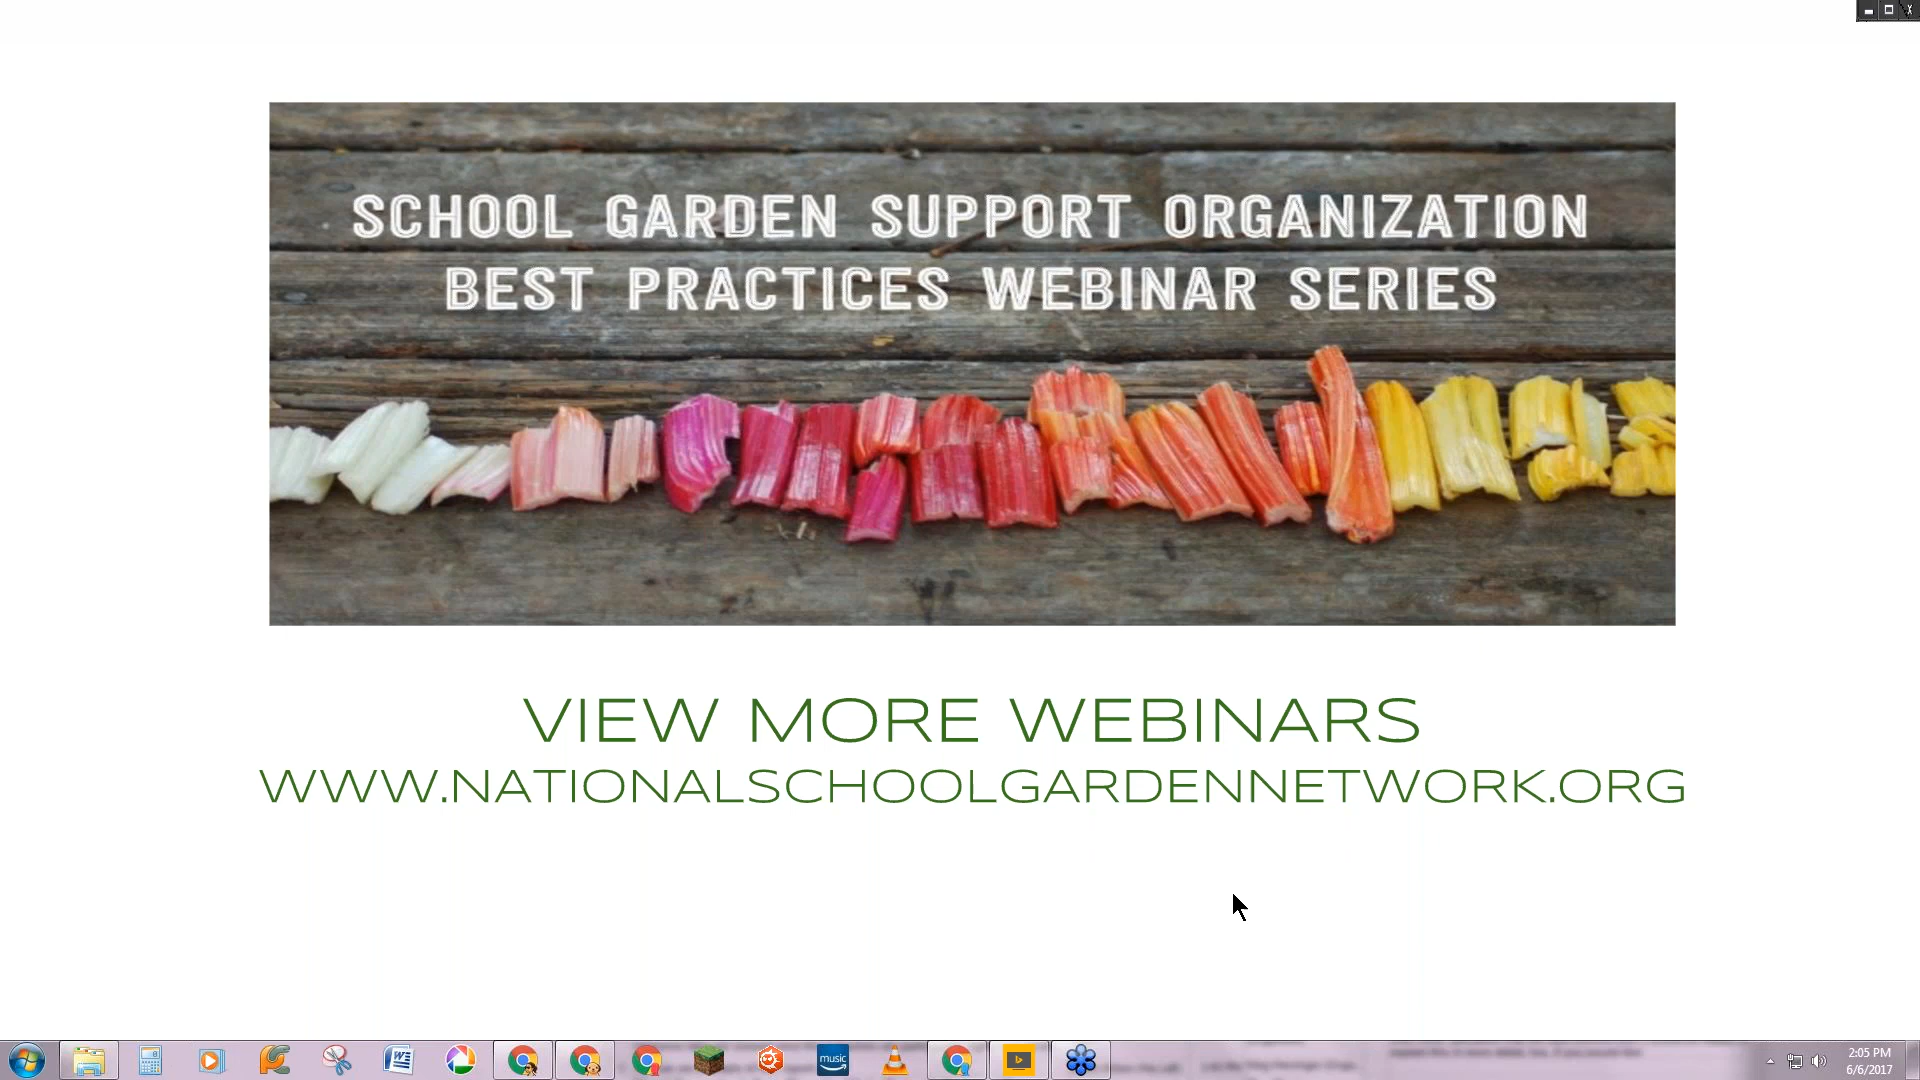 SCHOOL GARDEN SUPPORT ORGANIZATION
BEST PRACTICES WEBINAR SERIES
VIEW MORE WEBINARS
WWW.NATIONALSCHOOLGARDENNETWORK.ORG
music
2:05 PM
6/6/2017